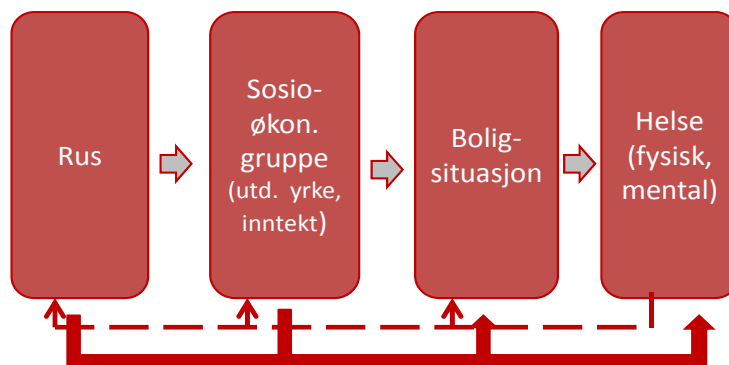 Rus
Sosio-
økon.
gruppe
(utd. yrke,
inntekt)
Bolig-
situasjon
Helse
(fysisk,
mental)